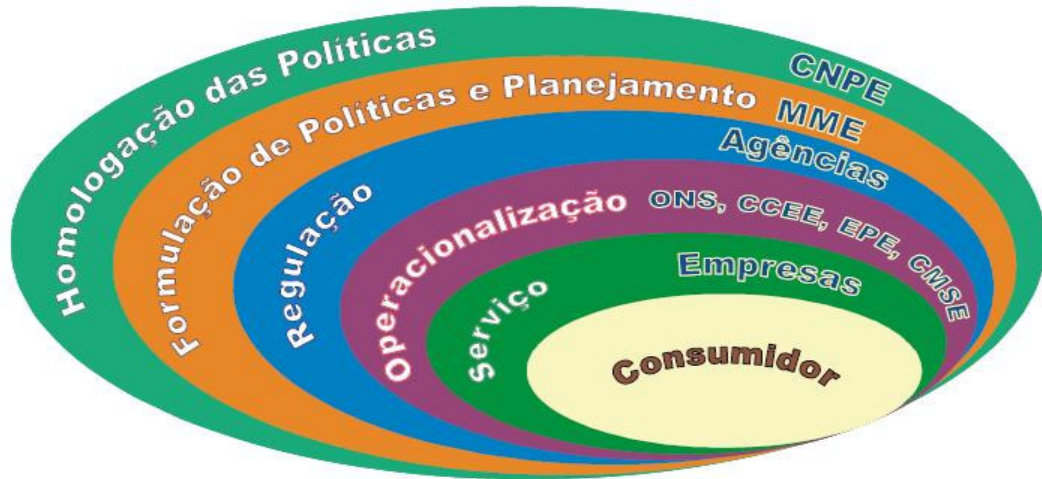 Homologação das Políticas
CNPE
Formulação de Políticas e Planejamento
MME
Regulação
Agências
Operacionalização
ONS, CCEE, EPE, CMSE
Serviço
Empresas
Consumidor